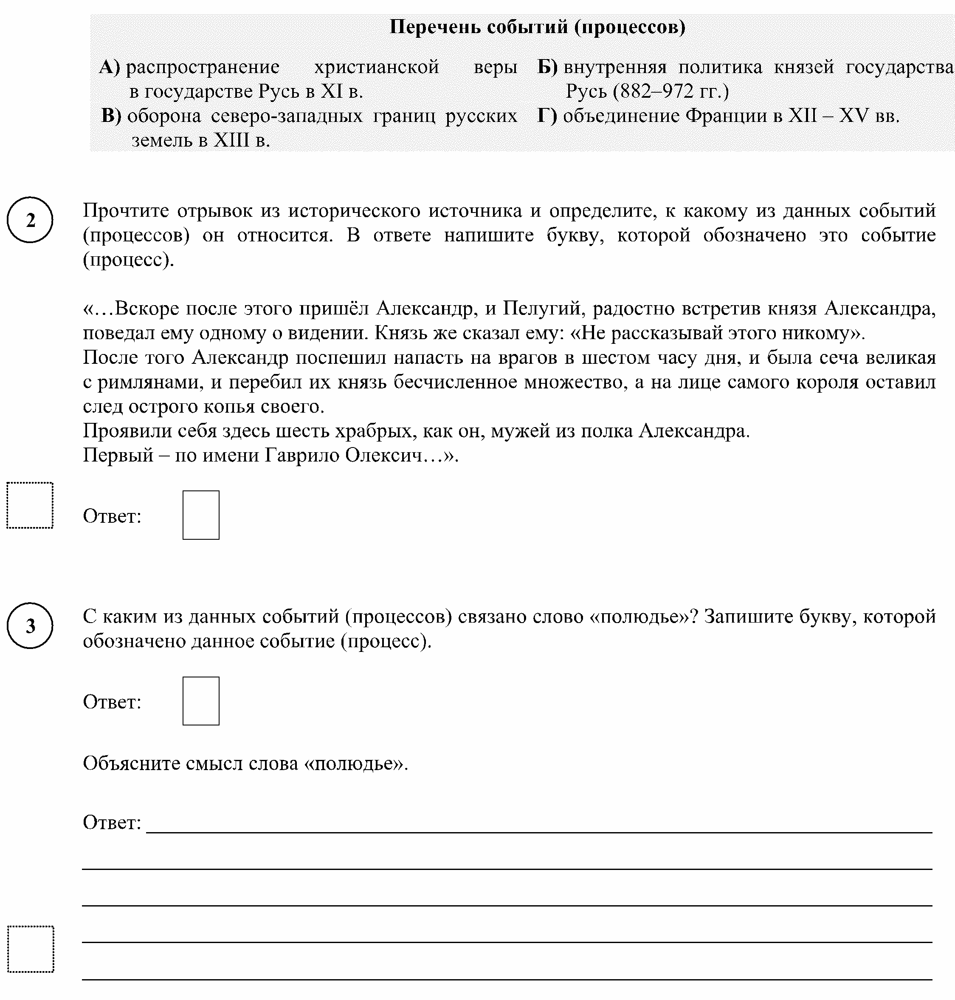 Перечень событий (процессов)
А) распространение христианской веры
в государстве Русь в XI в.
Б) внутренняя политика князей государства
Русь (882–972 гг.)
В) оборона северо-западных границ русских
земель в XIII в.
Г) объединение Франции в XII – XV вв.
2
Прочтите отрывок из исторического источника и определите, к какому из данных событий
(процессов) он относится. В ответе напишите букву, которой обозначено это событие
(процесс).
«…Вскоре после этого пришёл Александр, и Пелугий, радостно встретив князя Александра,
поведал ему одному о видении. Князь же сказал ему: «Не рассказывай этого никому».
После того Александр поспешил напасть на врагов в шестом часу дня, и была сеча великая
с римлянами, и перебил их князь бесчисленное множество, а на лице самого короля оставил
след острого копья своего.
Проявили себя здесь шесть храбрых, как он, мужей из полка Александра.
Первый – по имени Гаврило Олексич…».
Ответ:
3
С каким из данных событий (процессов) связано слово «полюдье»? Запишите букву, которой
обозначено данное событие (процесс).
Ответ:
Объясните смысл слова «полюдье».
Ответ: